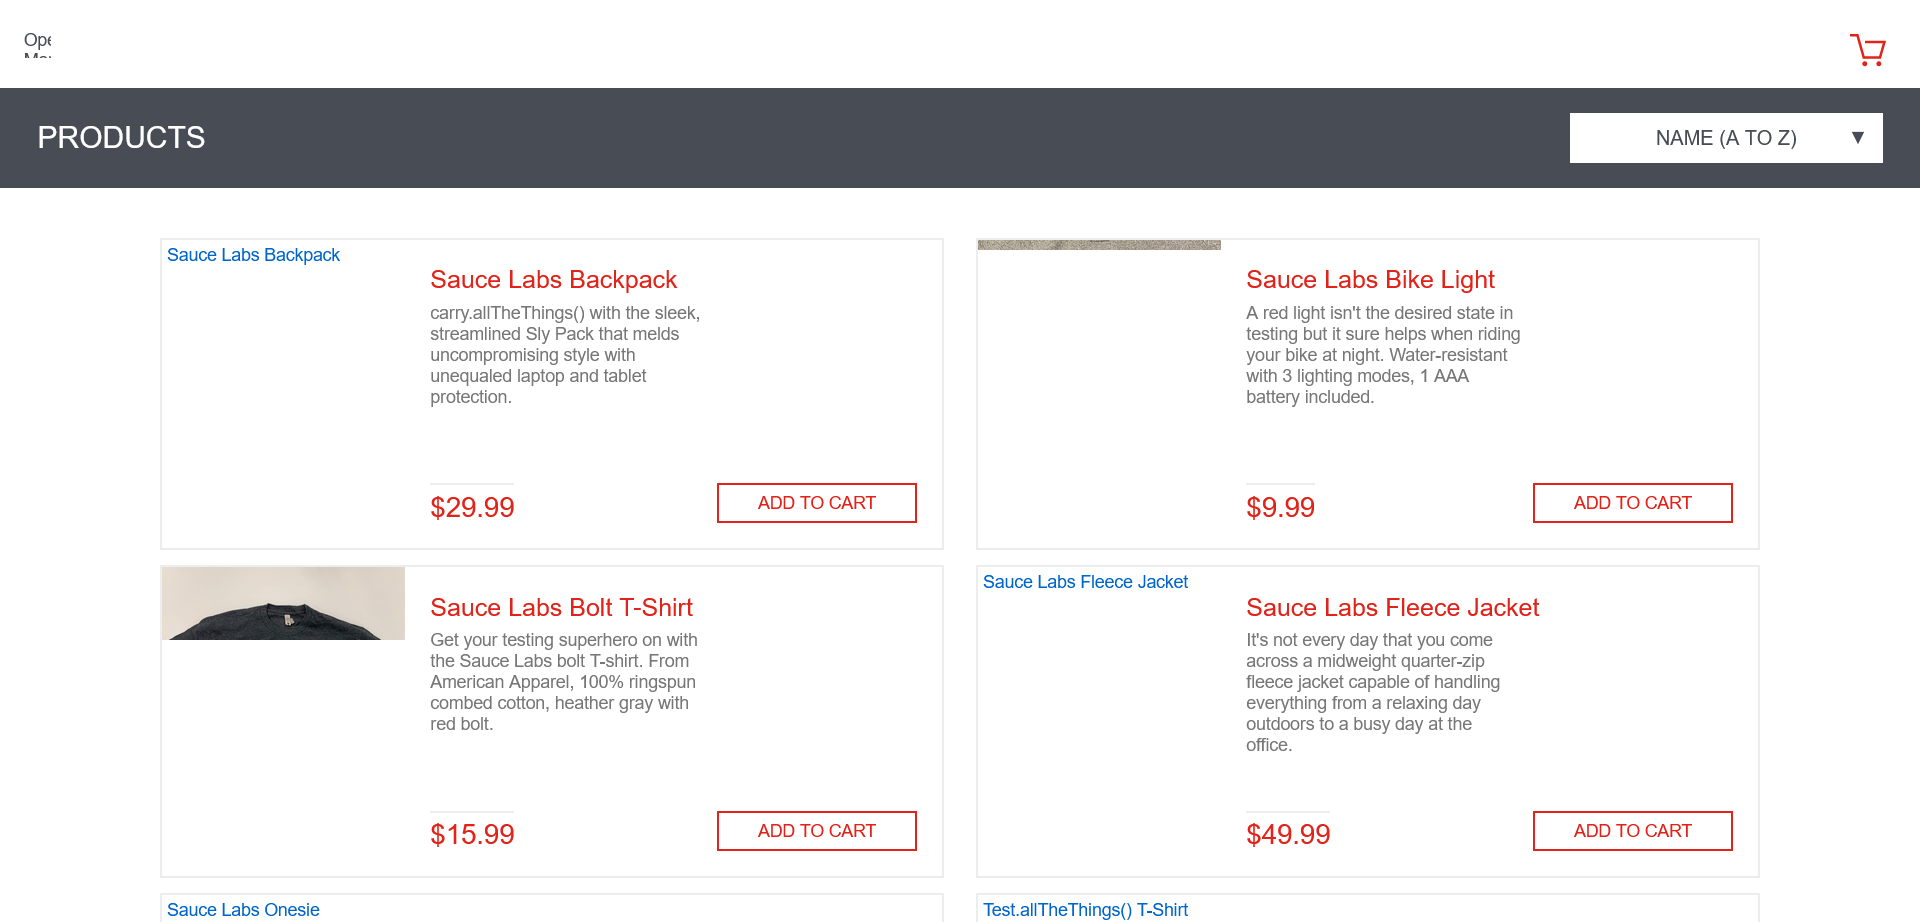 Ope
PRODUCTS
NAME (A TO Z) ▼
Sauce Labs Backpack
Sauce Labs Backpack
carry.allTheThings() with the sleek,
streamlined Sly Pack that melds
uncompromising style with
unequaled laptop and tablet
protection.
$29.99
ADD TO CART
Sauce Labs Bike Light
A red light isn't the desired state in
testing but it sure helps when riding
your bike at night. Water-resistant
with 3 lighting modes, 1 AAA
battery included.
$9.99
ADD TO CART
Sauce Labs Bolt T-Shirt
Get your testing superhero on with
the Sauce Labs bolt T-shirt. From
American Apparel, 100% ringspun
combed cotton, heather gray with
red bolt.
$15.99
ADD TO CART
Sauce Labs Fleece Jacket
Sauce Labs Fleece Jacket
It's not every day that you come
across a midweight quarter-zip
fleece jacket capable of handling
everything from a relaxing day
outdoors to a busy day at the
office.
$49.99
ADD TO CART
Sauce Labs Onesie
Test.allTheThings() T-Shirt